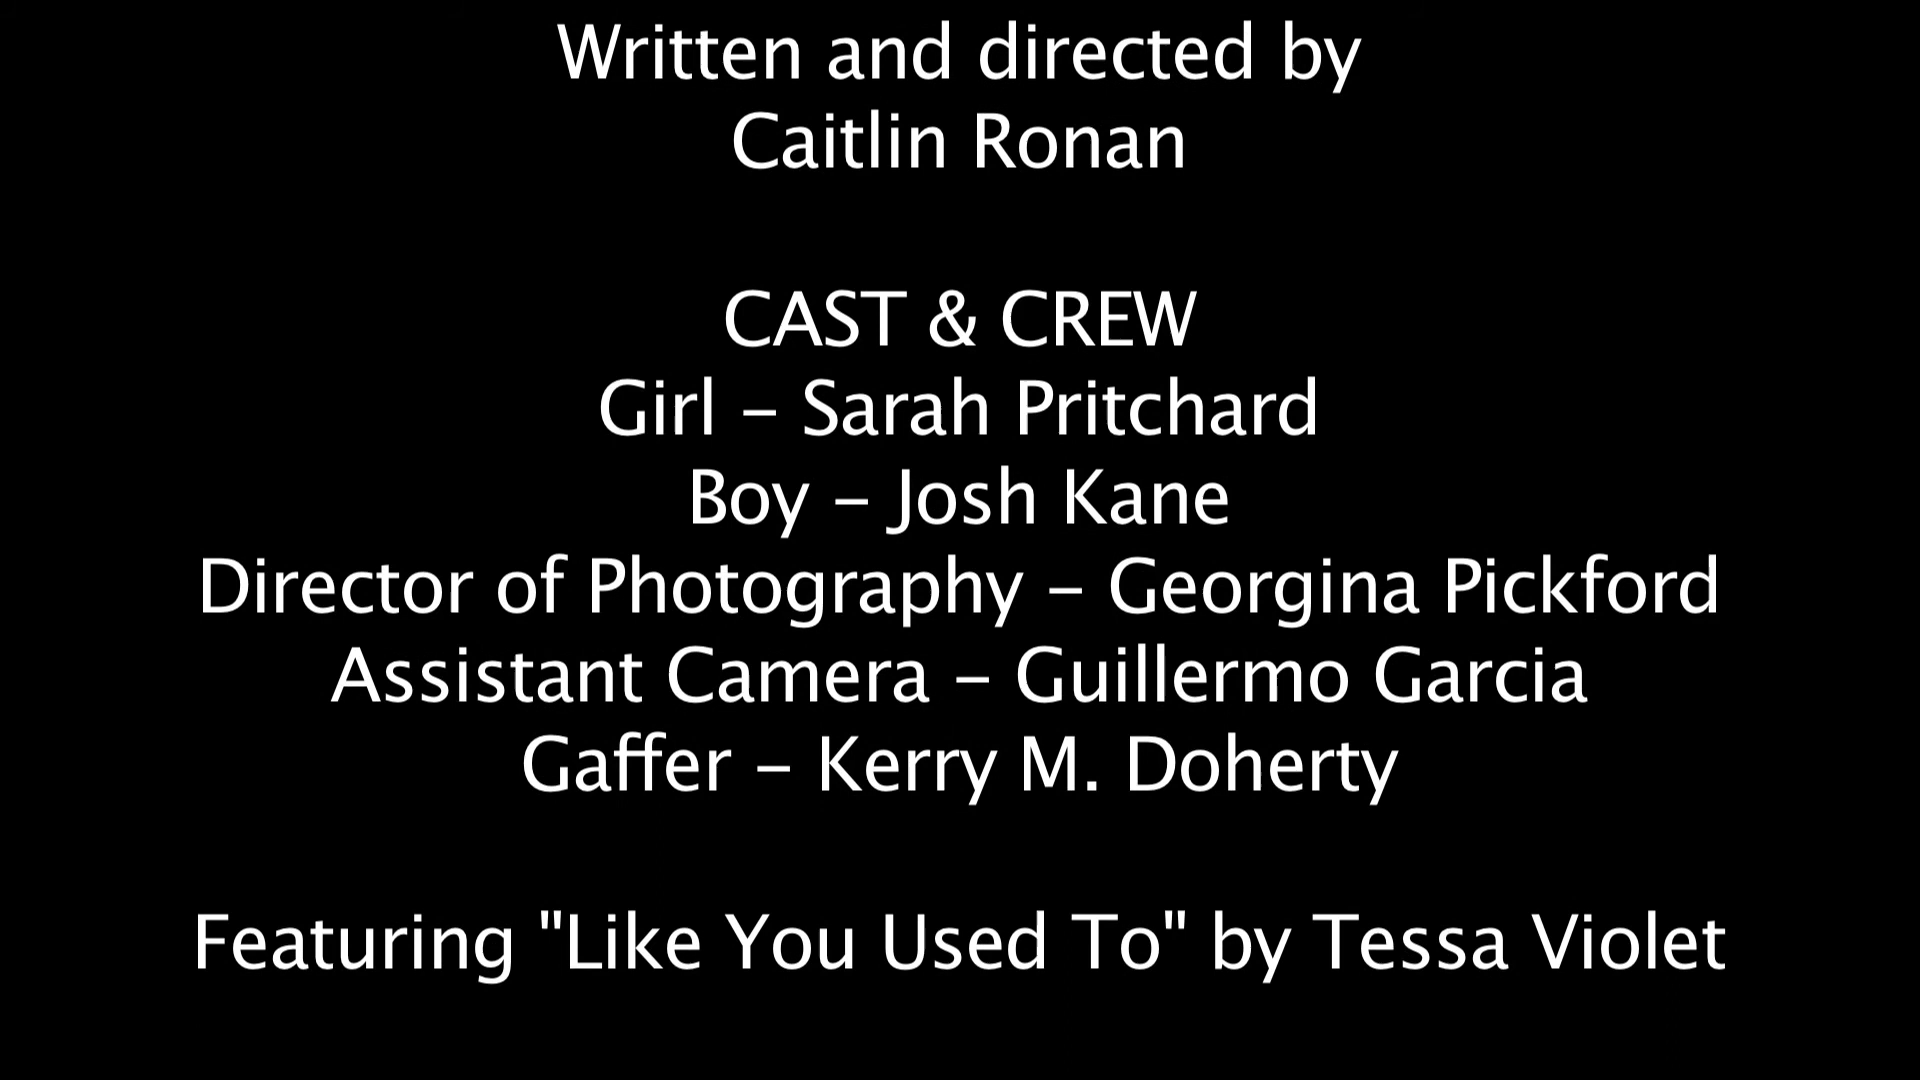 Written and directed by
Caitlin Ronan
CAST & CREW
Girl – Sarah Pritchard
Boy – Josh Kane
Director of Photography – Georgina Pickford
Assistant Camera – Guillermo Garcia
Gaffer – Kerry M. Doherty
Featuring "Like You Used To" by Tessa Violet